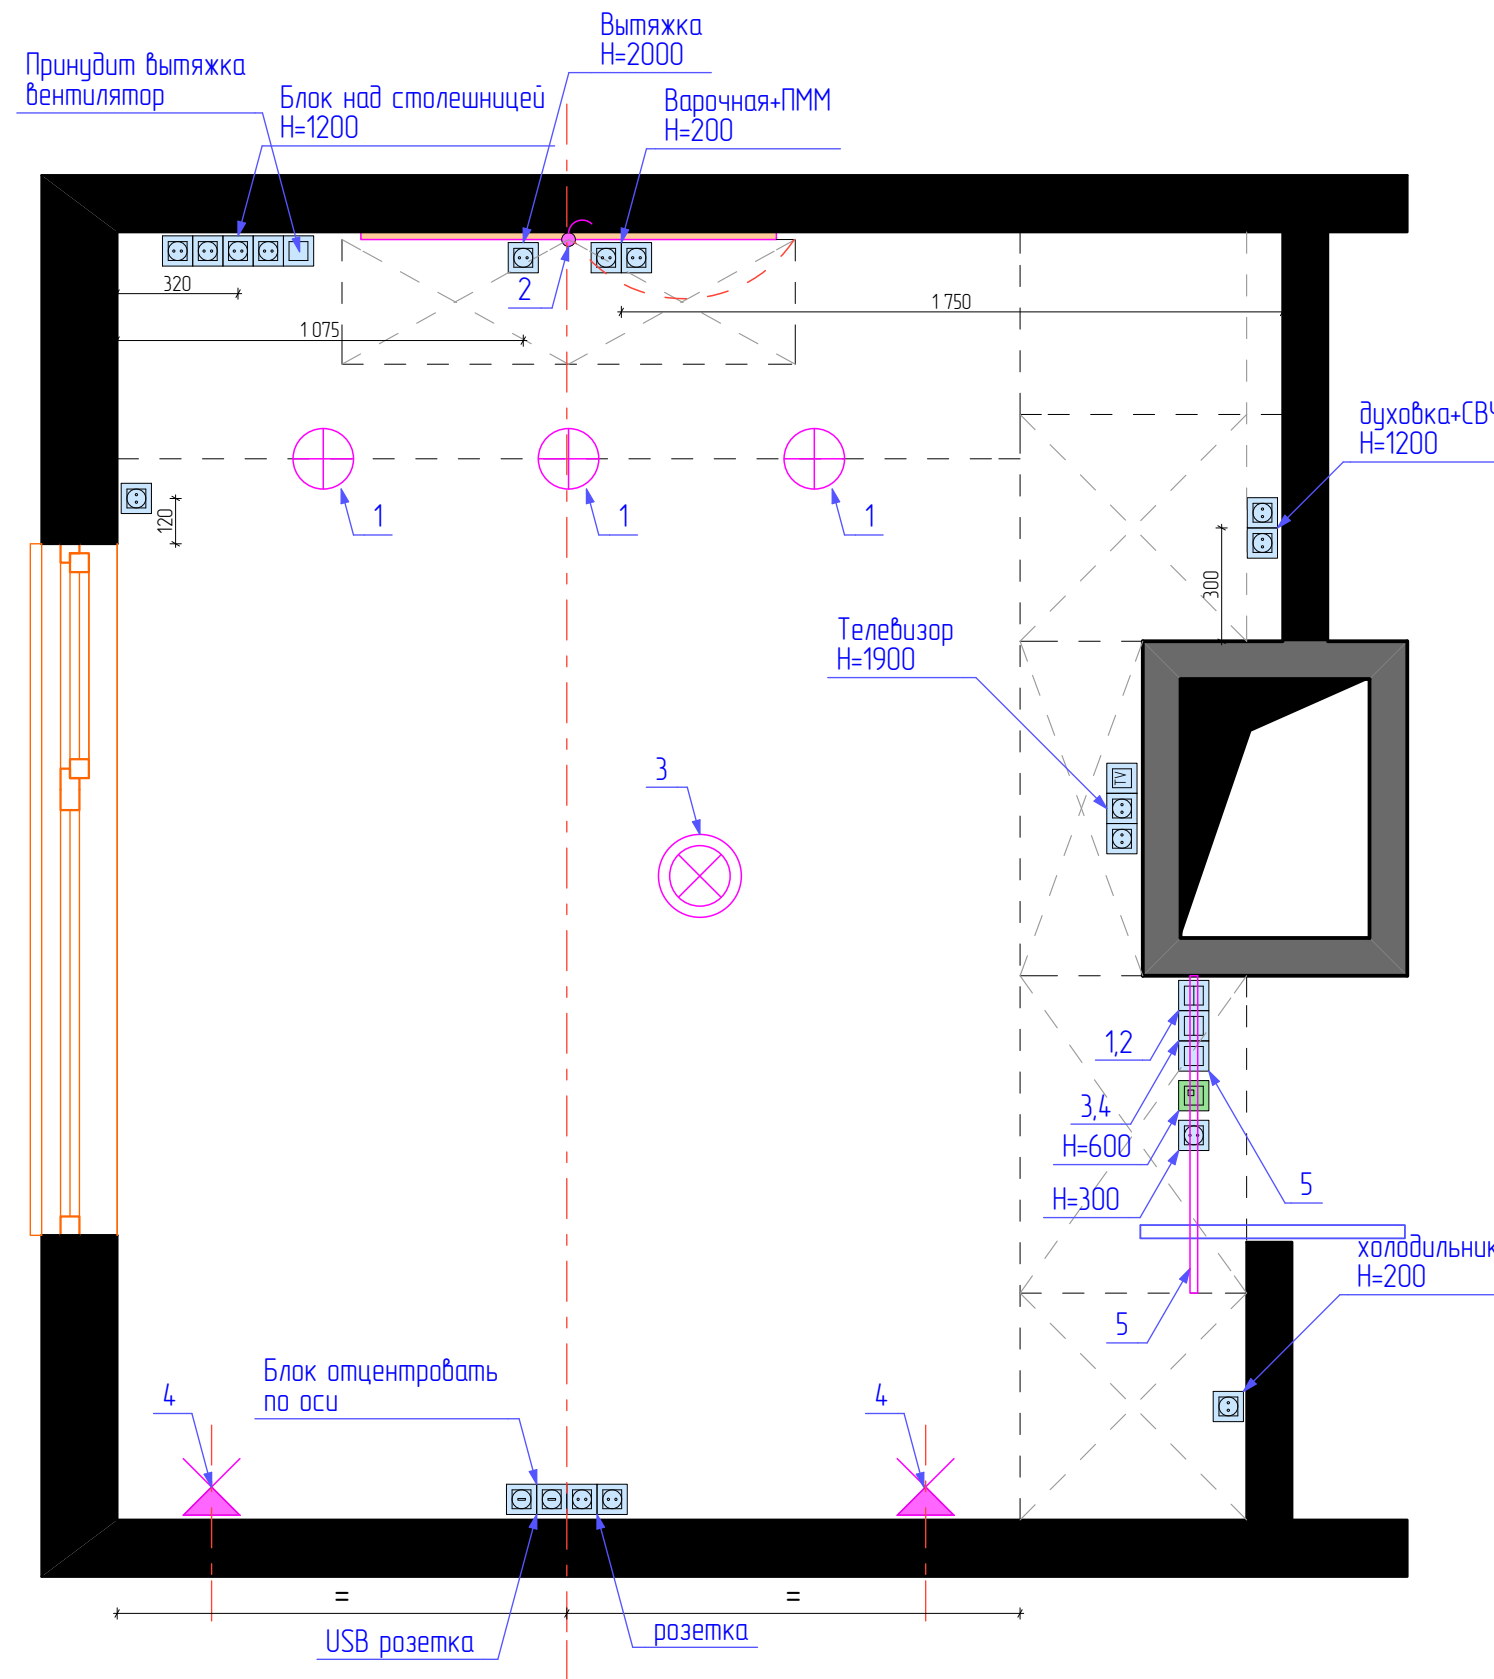 Вытяжка
H=2000
Принудит вытяжка
вентилятор
Блок над столешницей
H=1200
Варочная+ПММ
H=200
320
2
1 750
1 075
духовка+СВЧ
H=1200
1
1
1
120
300
Телевизор
H=1900
3
TV
1,2
3,4
H=600
H=300
5
холодильник
H=200
5
Блок отцентровать
по оси
4
4
=
=
USB розетка
розетка